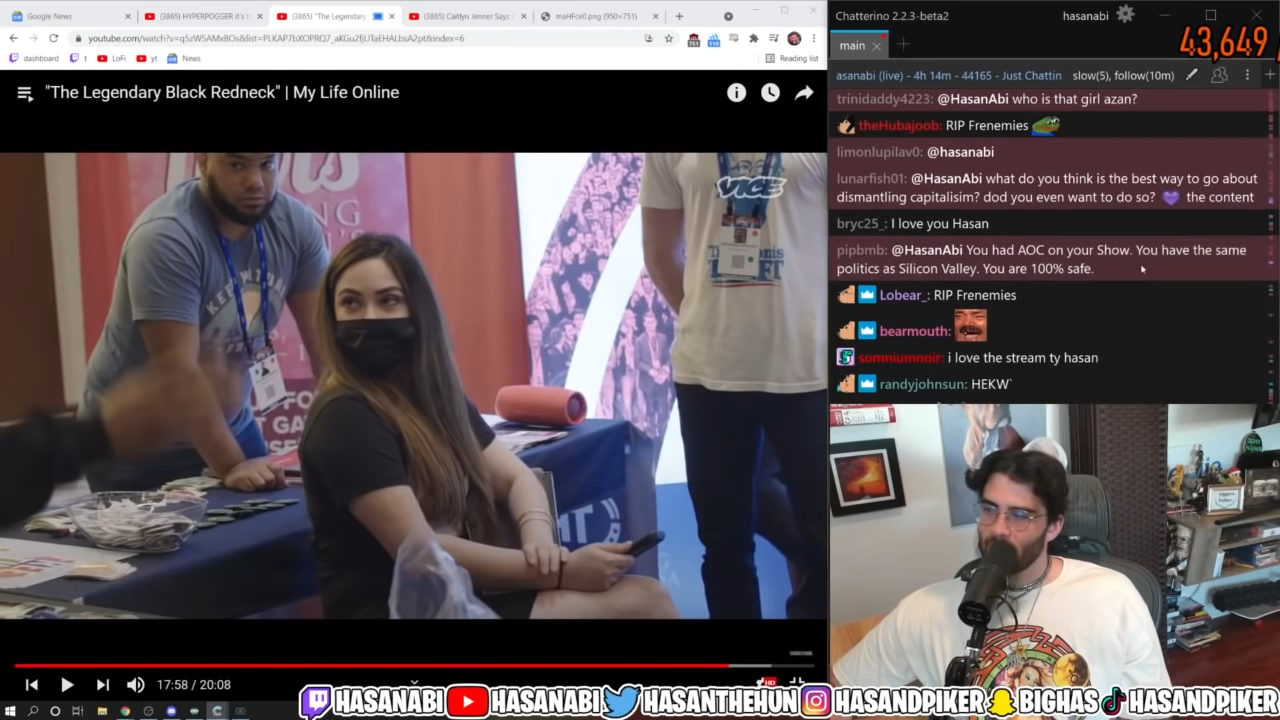 Google News
(3865) HYPERPOGGER it's
(3865) "The Legendary
(3865) Caitlyn Jenner Says
maHFce0.png (950×751)
youtube.com/watch?v=q5zW5AMxBOs&list=PLKAP7bXOPRQ7_aKGu2fjUTaEHALbsA2pt&index=6
dashboard
t
LoFi
yt
News
Reading list
"The Legendary Black Redneck" | My Life Online
VICE
17:58 / 20:08
HD
Chatterino 2.2.3-beta2
hasanabi
43,649
main
asanabi (live) - 4h 14m - 44165 - Just Chattin
slow(5), follow(10m)
trinidaddy4223: @HasanAbi who is that girl azan?
theHubajoob: RIP Frenemies
limonlupilav0: @hasanabi
lunarfish01: @HasanAbi what do you think is the best way to go about
dismantling capitalisim? dod you even want to do so? 💜 the content
bryc25_: I love you Hasan
pipbmb: @HasanAbi You had AOC on your Show. You have the same
politics as Silicon Valley. You are 100% safe.
Lobear_: RIP Frenemies
bearmouth:
somniumnoir: i love the stream ty hasan
randyjohnsun: HEKW`
HASANABI
HASANABI
HASANTHEHUN
HASANDPIKER
BIGHAS
HASANDPIKER